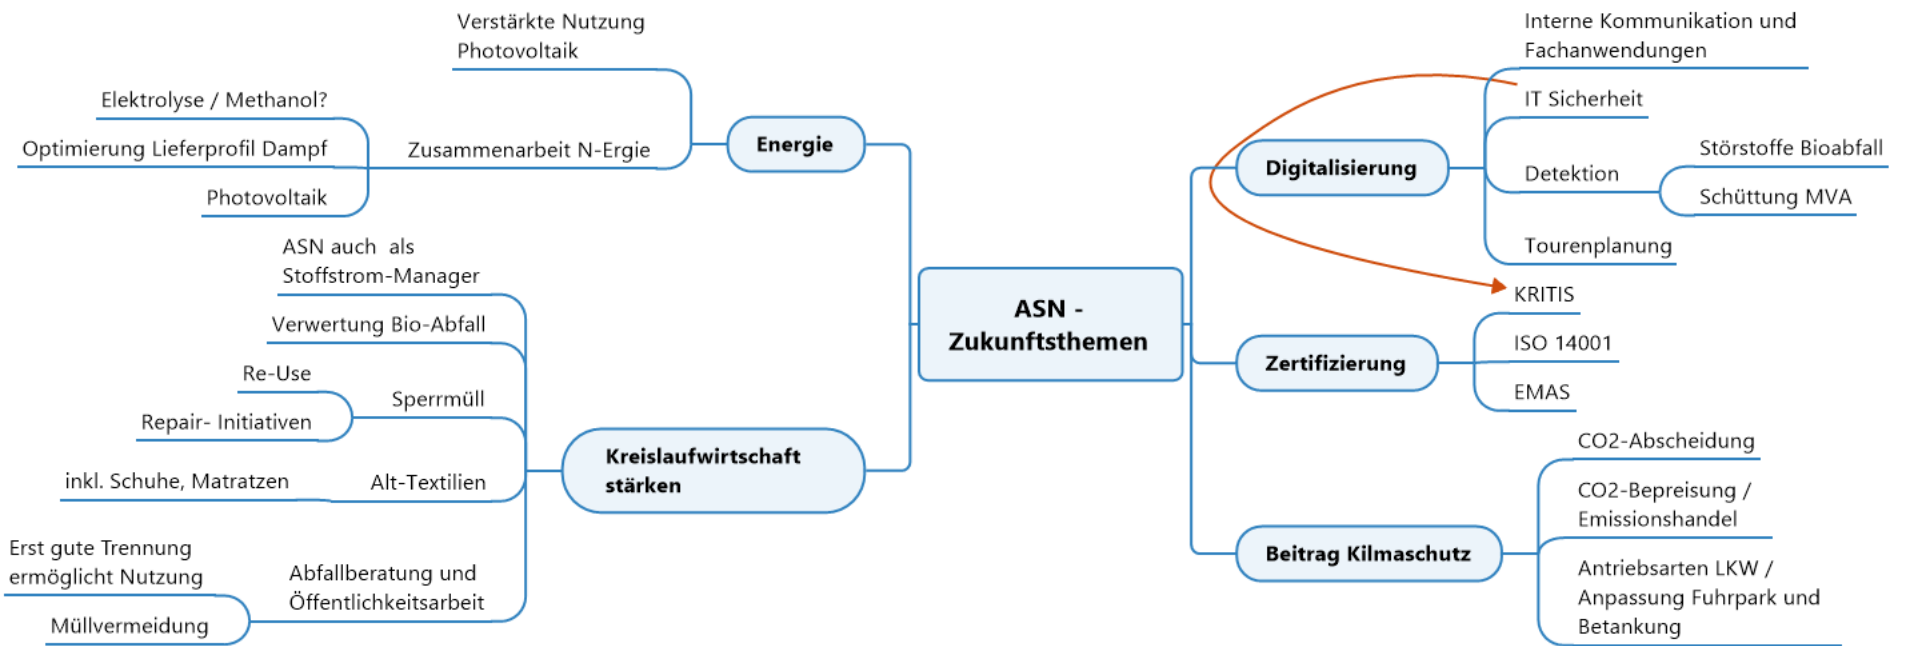 ASN -
Zukunftsthemen
Energie
Verstärkte Nutzung
Photovoltaik
Zusammenarbeit N-Ergie
Elektrolyse / Methanol?
Optimierung Lieferprofil Dampf
Photovoltaik
Kreislaufwirtschaft
stärken
ASN auch  als
Stoffstrom-Manager
Verwertung Bio-Abfall
Sperrmüll
Re-Use
Repair- Initiativen
Alt-Textilien
inkl. Schuhe, Matratzen
Abfallberatung und
Öffentlichkeitsarbeit
Erst gute Trennung
ermöglicht Nutzung
Müllvermeidung
Digitalisierung
Interne Kommunikation und
Fachanwendungen
IT Sicherheit
Detektion
Störstoffe Bioabfall
Schüttung MVA
Tourenplanung
Zertifizierung
KRITIS
ISO 14001
EMAS
Beitrag Kilmaschutz
CO2-Abscheidung
CO2-Bepreisung /
Emissionshandel
Antriebsarten LKW /
Anpassung Fuhrpark und
Betankung